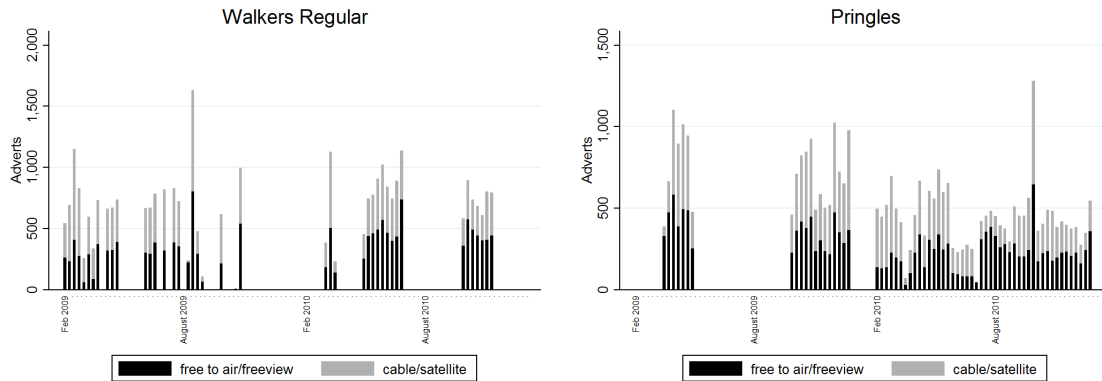 Walkers Regular
2,000
1,500
1,000
500
0
Adverts
Feb 2009
August 2009
Feb 2010
August 2010
free to air/freeview
cable/satellite
Pringles
1,500
1,000
500
0
Adverts
Feb 2009
August 2009
Feb 2010
August 2010
free to air/freeview
cable/satellite